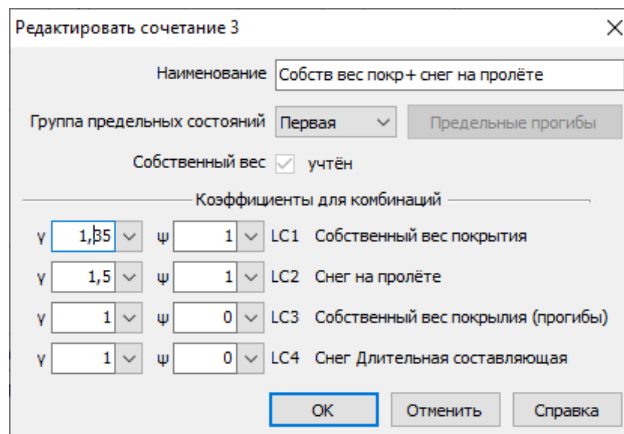 Редактировать сочетание 3
Наименование Собств вес покр+ снег на пролёте
Группа предельных состояний Первая Предельные прогибы
Собственный вес учтён
Коэффициенты для комбинаций
γ 1,35 ψ 1 LC1 Собственный вес покрытия
γ 1,5 ψ 1 LC2 Снег на пролёте
γ 1 ψ 0 LC3 Собственный вес покрылия (прогибы)
γ 1 ψ 0 LC4 Снег Длительная составляющая
ОК Отменить Справка